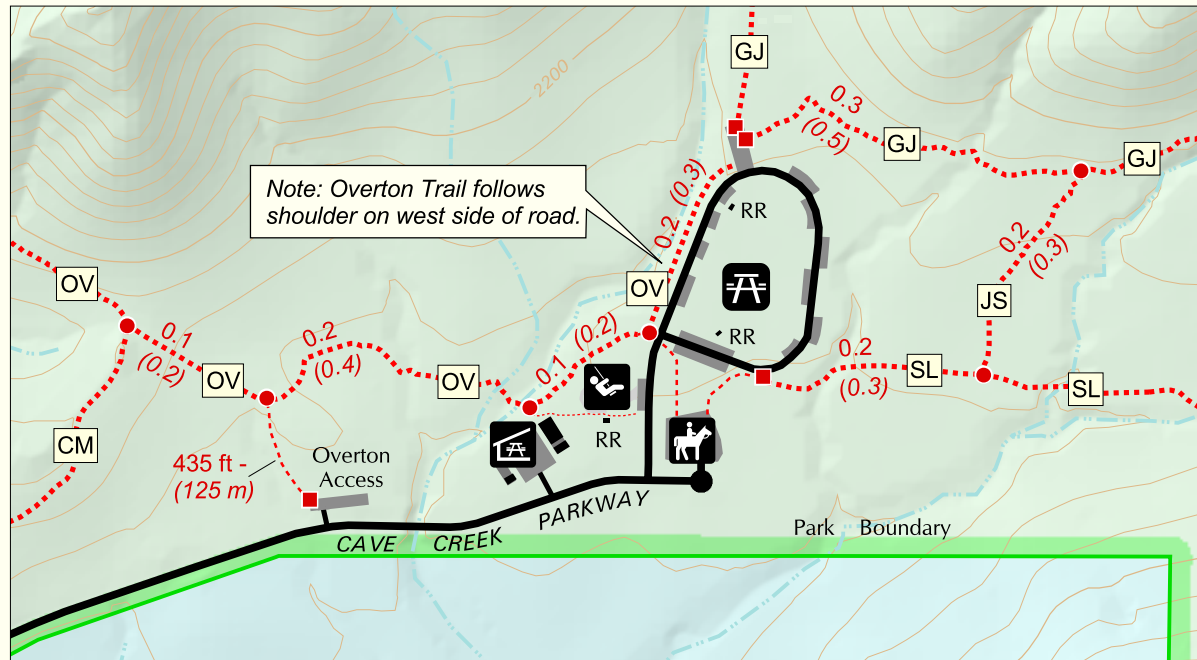 GJ
2200
0.3
(0.5)
GJ
GJ
Note: Overton Trail follows
shoulder on west side of road.
0.2
(0.3)
RR
0.2
(0.3)
OV
OV
JS
RR
0.1
(0.2)
0.2
(0.4)
0.1
(0.2)
0.2
(0.3)
OV
OV
SL
SL
CM
RR
435 ft -
(125 m)
Overton
Access
CAVE CREEK PARKWAY
Park Boundary